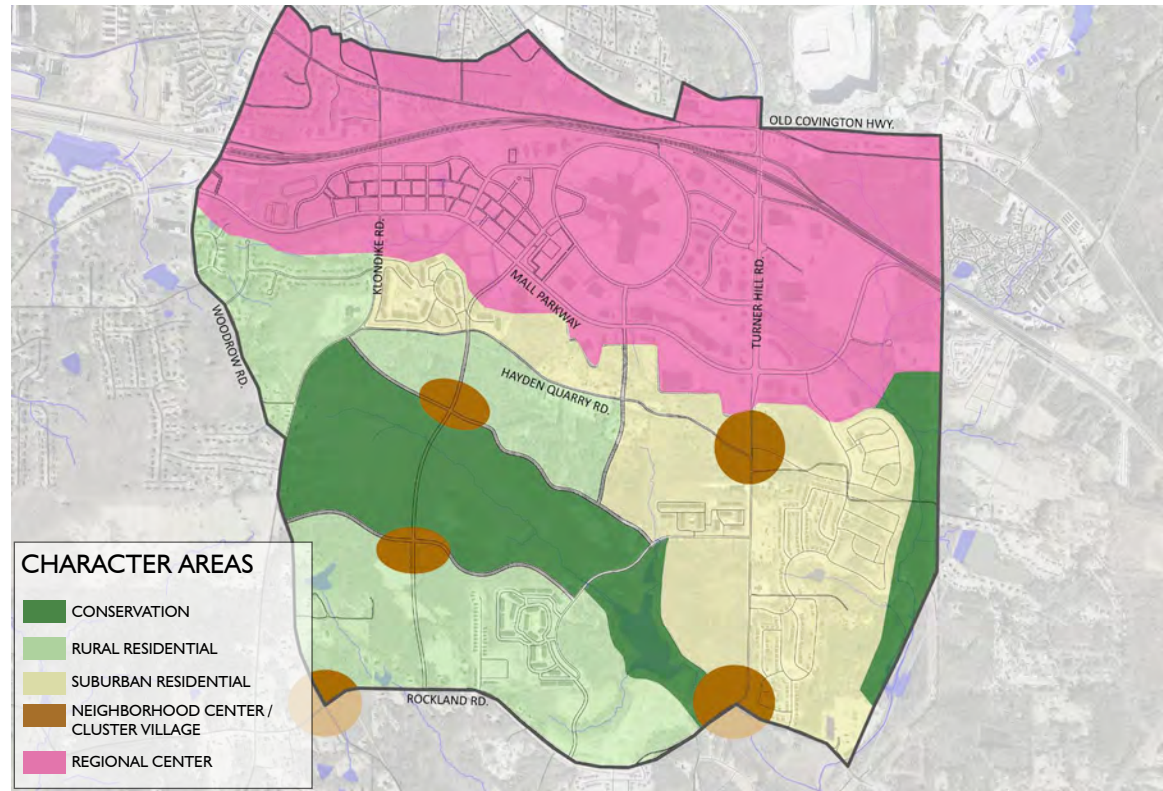 OLD COVINGTON HWY.
KLONDIKE RD.
MALL PARKWAY
TURNER HILL RD.
WOODROW RD.
HAYDEN QUARRY RD.
ROCKLAND RD.
CHARACTER AREAS
CONSERVATION
RURAL RESIDENTIAL
SUBURBAN RESIDENTIAL
NEIGHBORHOOD CENTER /
CLUSTER VILLAGE
REGIONAL CENTER